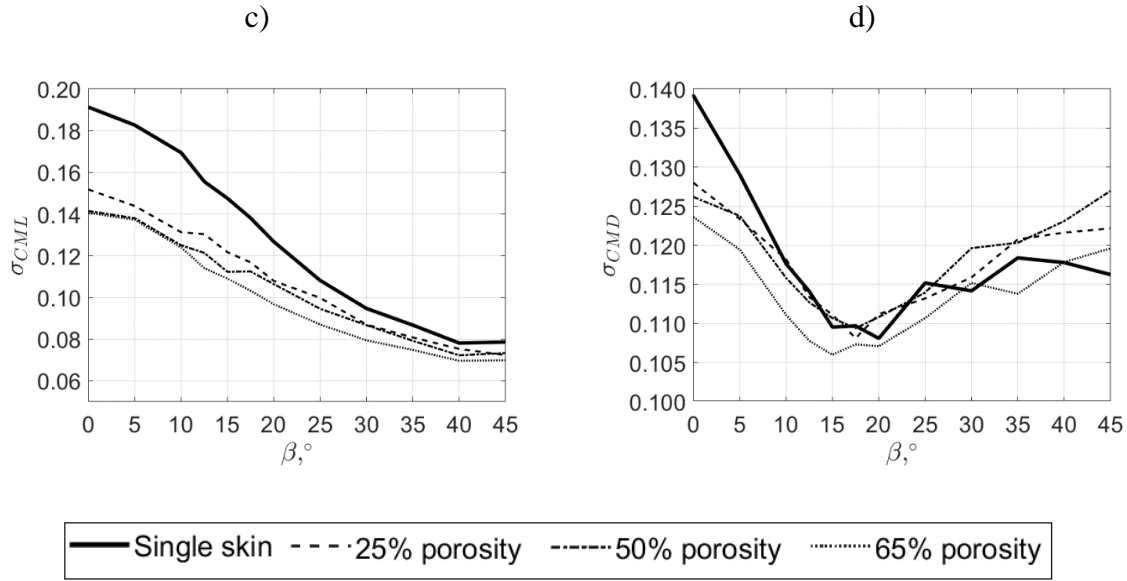 c)
0.20
0.18
0.16
0.14
0.12
0.10
0.08
0.06
σCML
0 5 10 15 20 25 30 35 40 45
β,°
d)
0.140
0.135
0.130
0.125
0.120
0.115
0.110
0.105
0.100
σCMD
0 5 10 15 20 25 30 35 40 45
β,°
Single skin 25% porosity 50% porosity 65% porosity